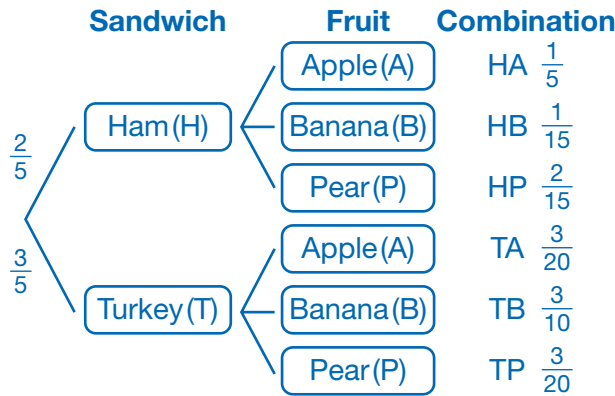 Sandwich Fruit Combination
Apple(A) HA 1/5
Ham(H) Banana(B) HB 1/15
2/5
Pear(P) HP 2/15
Apple(A) TA 3/20
3/5
Turkey(T) Banana(B) TB 3/10
Pear(P) TP 3/20